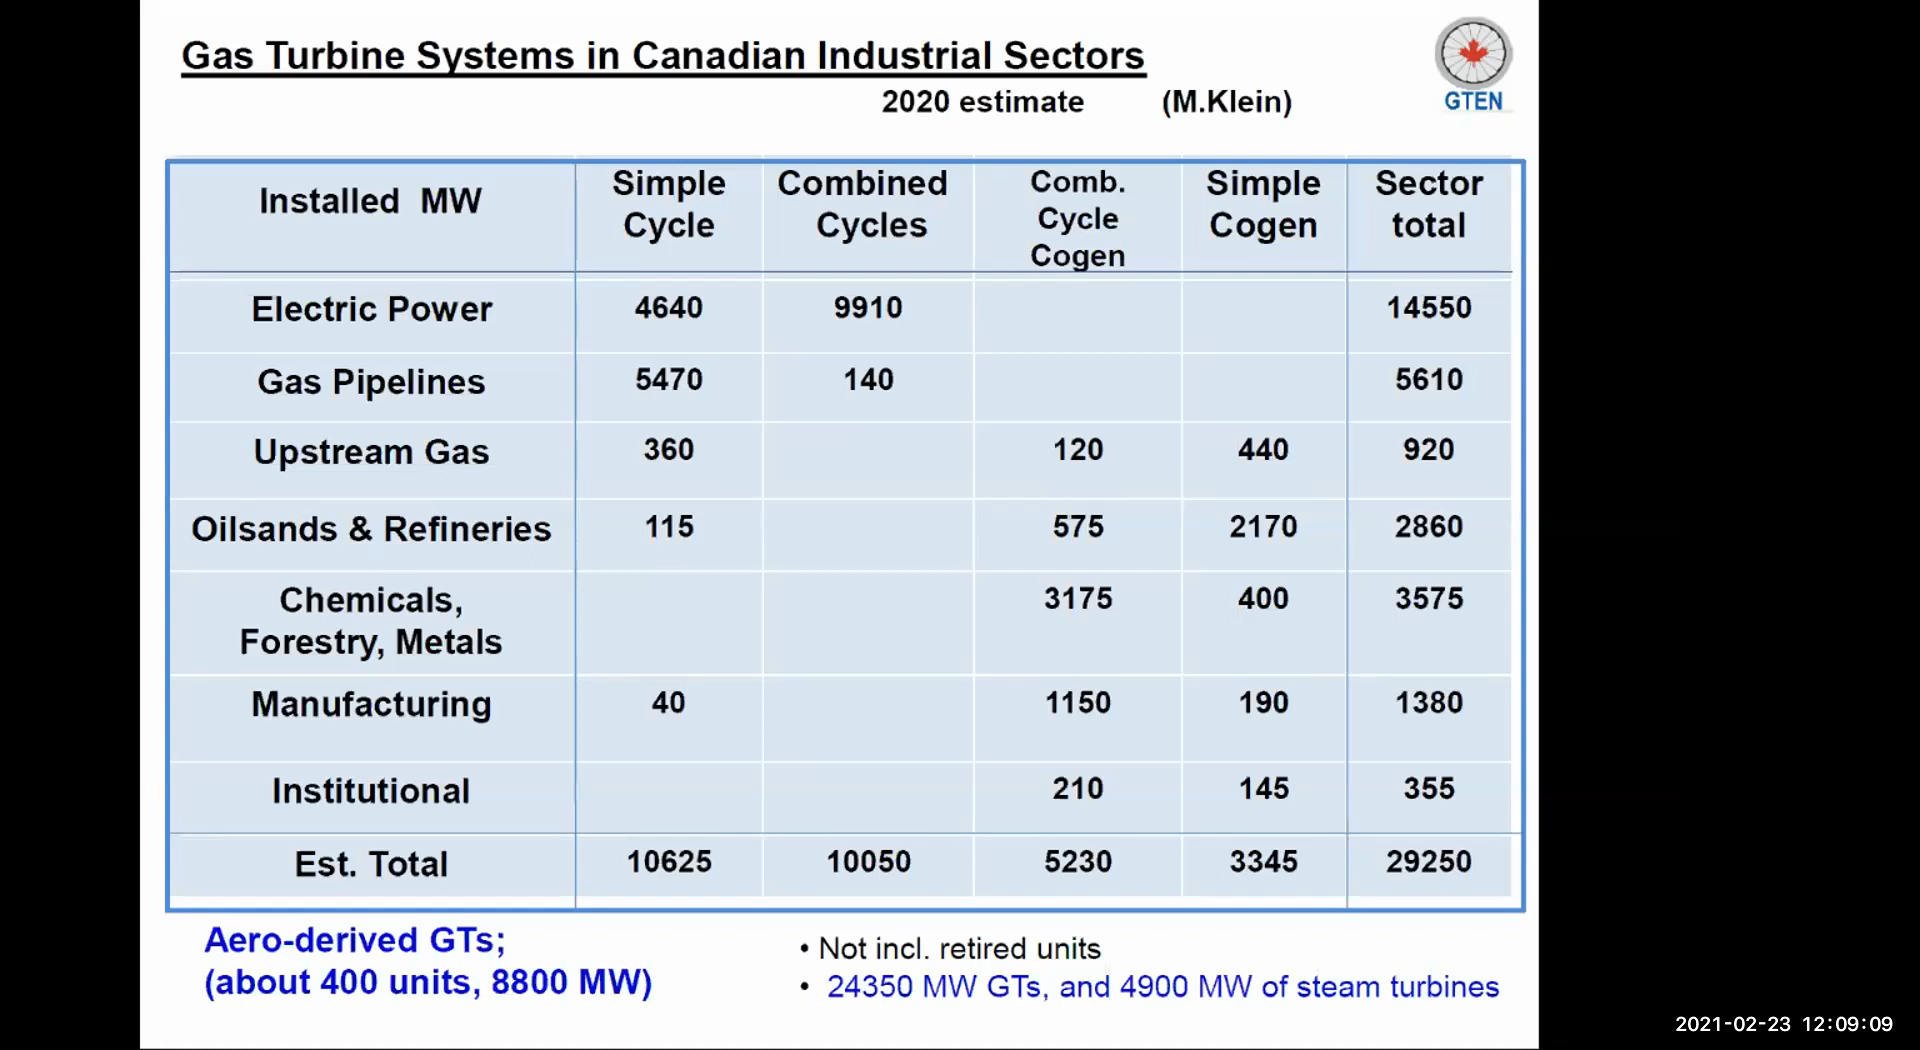 Gas Turbine Systems in Canadian Industrial Sectors
2020 estimate (M.Klein)
GTEN
Installed MW Simple Cycle Combined Cycles Comb. Cycle Cogen Simple Cogen Sector total
Electric Power 4640 9910 14550
Gas Pipelines 5470 140 5610
Upstream Gas 360 120 440 920
Oilsands & Refineries 115 575 2170 2860
Chemicals, Forestry, Metals 3175 400 3575
Manufacturing 40 1150 190 1380
Institutional 210 145 355
Est. Total 10625 10050 5230 3345 29250
Aero-derived GTs;
(about 400 units, 8800 MW)
• Not incl. retired units
• 24350 MW GTs, and 4900 MW of steam turbines
2021-02-23 12:09:09